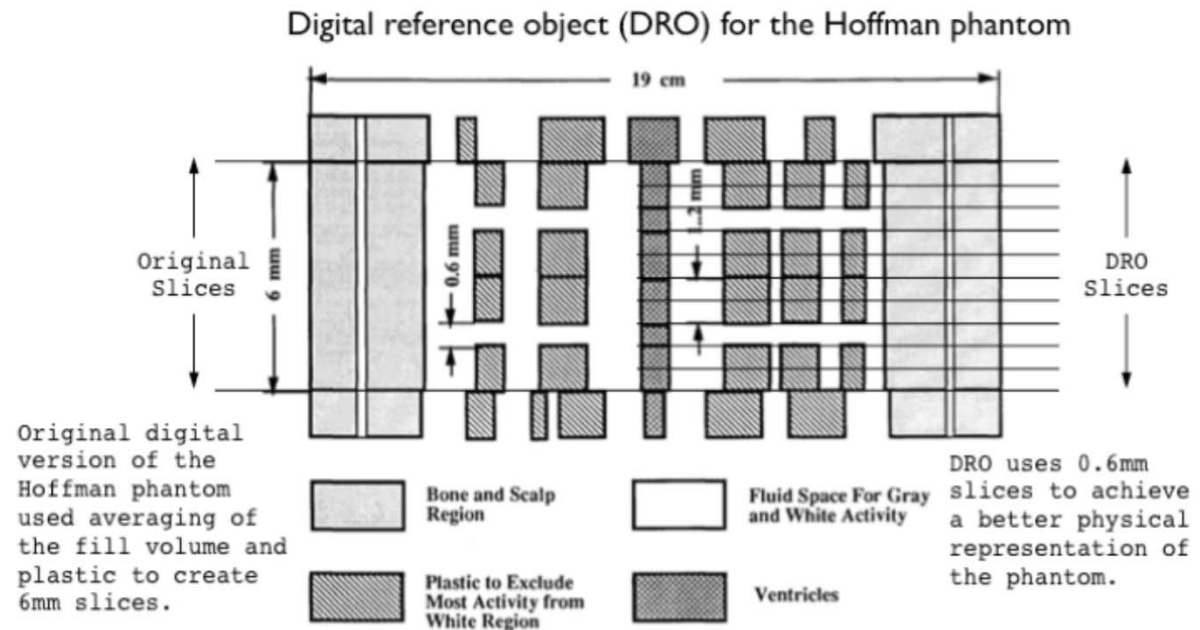 Digital reference object (DRO) for the Hoffman phantom
19 cm
Original
Slices
6 mm
0.6 mm
1.2 mm
DRO
Slices
Original digital
version of the
Hoffman phantom
used averaging of
the fill volume and
plastic to create
6mm slices.
Bone and Scalp
Region
Plastic to Exclude
Most Activity from
White Region
Fluid Space For Gray
and White Activity
Ventricles
DRO uses 0.6mm
slices to achieve
a better physical
representation of
the phantom.